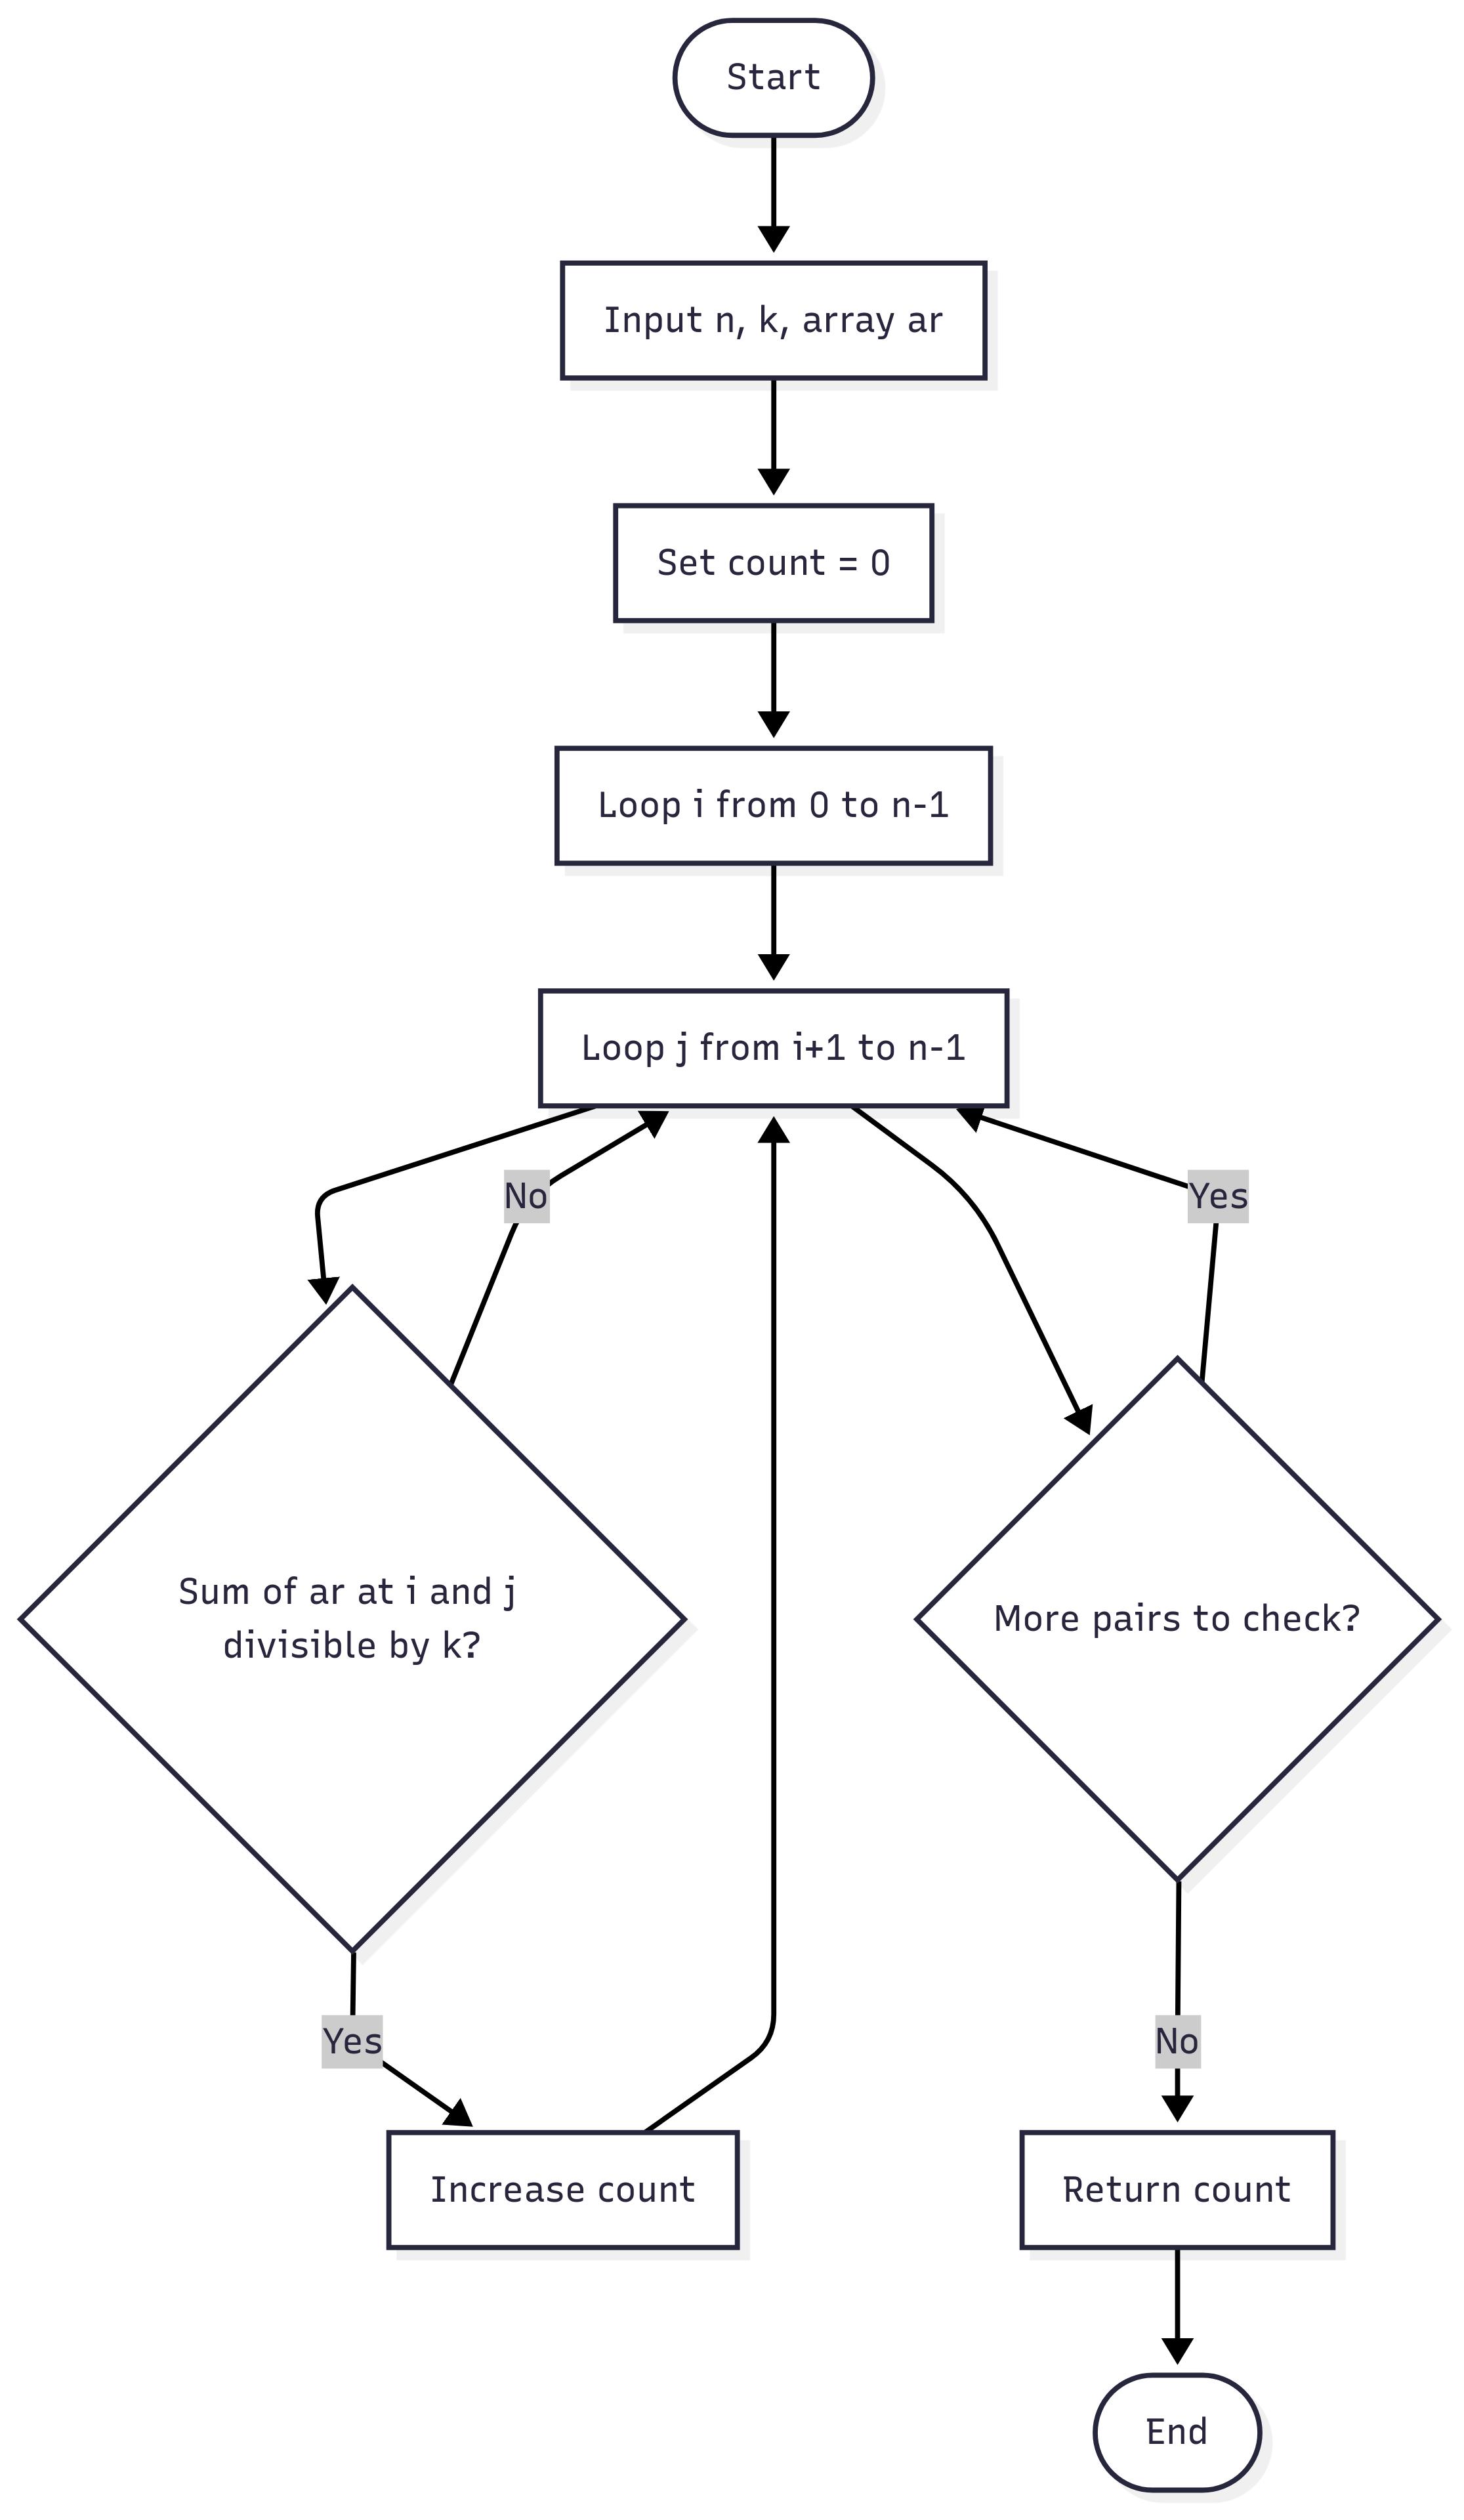 Start
Input n, k, array ar
Set count = 0
Loop i from 0 to n-1
Loop j from i+1 to n-1
No
Yes
Sum of ar at i and j
divisible by k?
More pairs to check?
Yes
No
Increase count
Return count
End